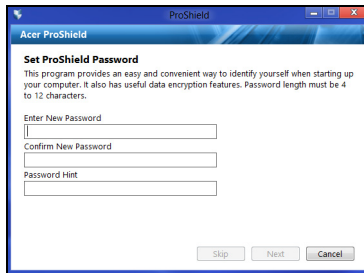 ProShield
Acer ProShield
Set ProShield Password
This program provides an easy and convenient way to identify yourself when starting up
your computer. It also has useful data encryption features. Password length must be 4
to 12 characters.
Enter New Password
Confirm New Password
Password Hint
Skip
Next
Cancel